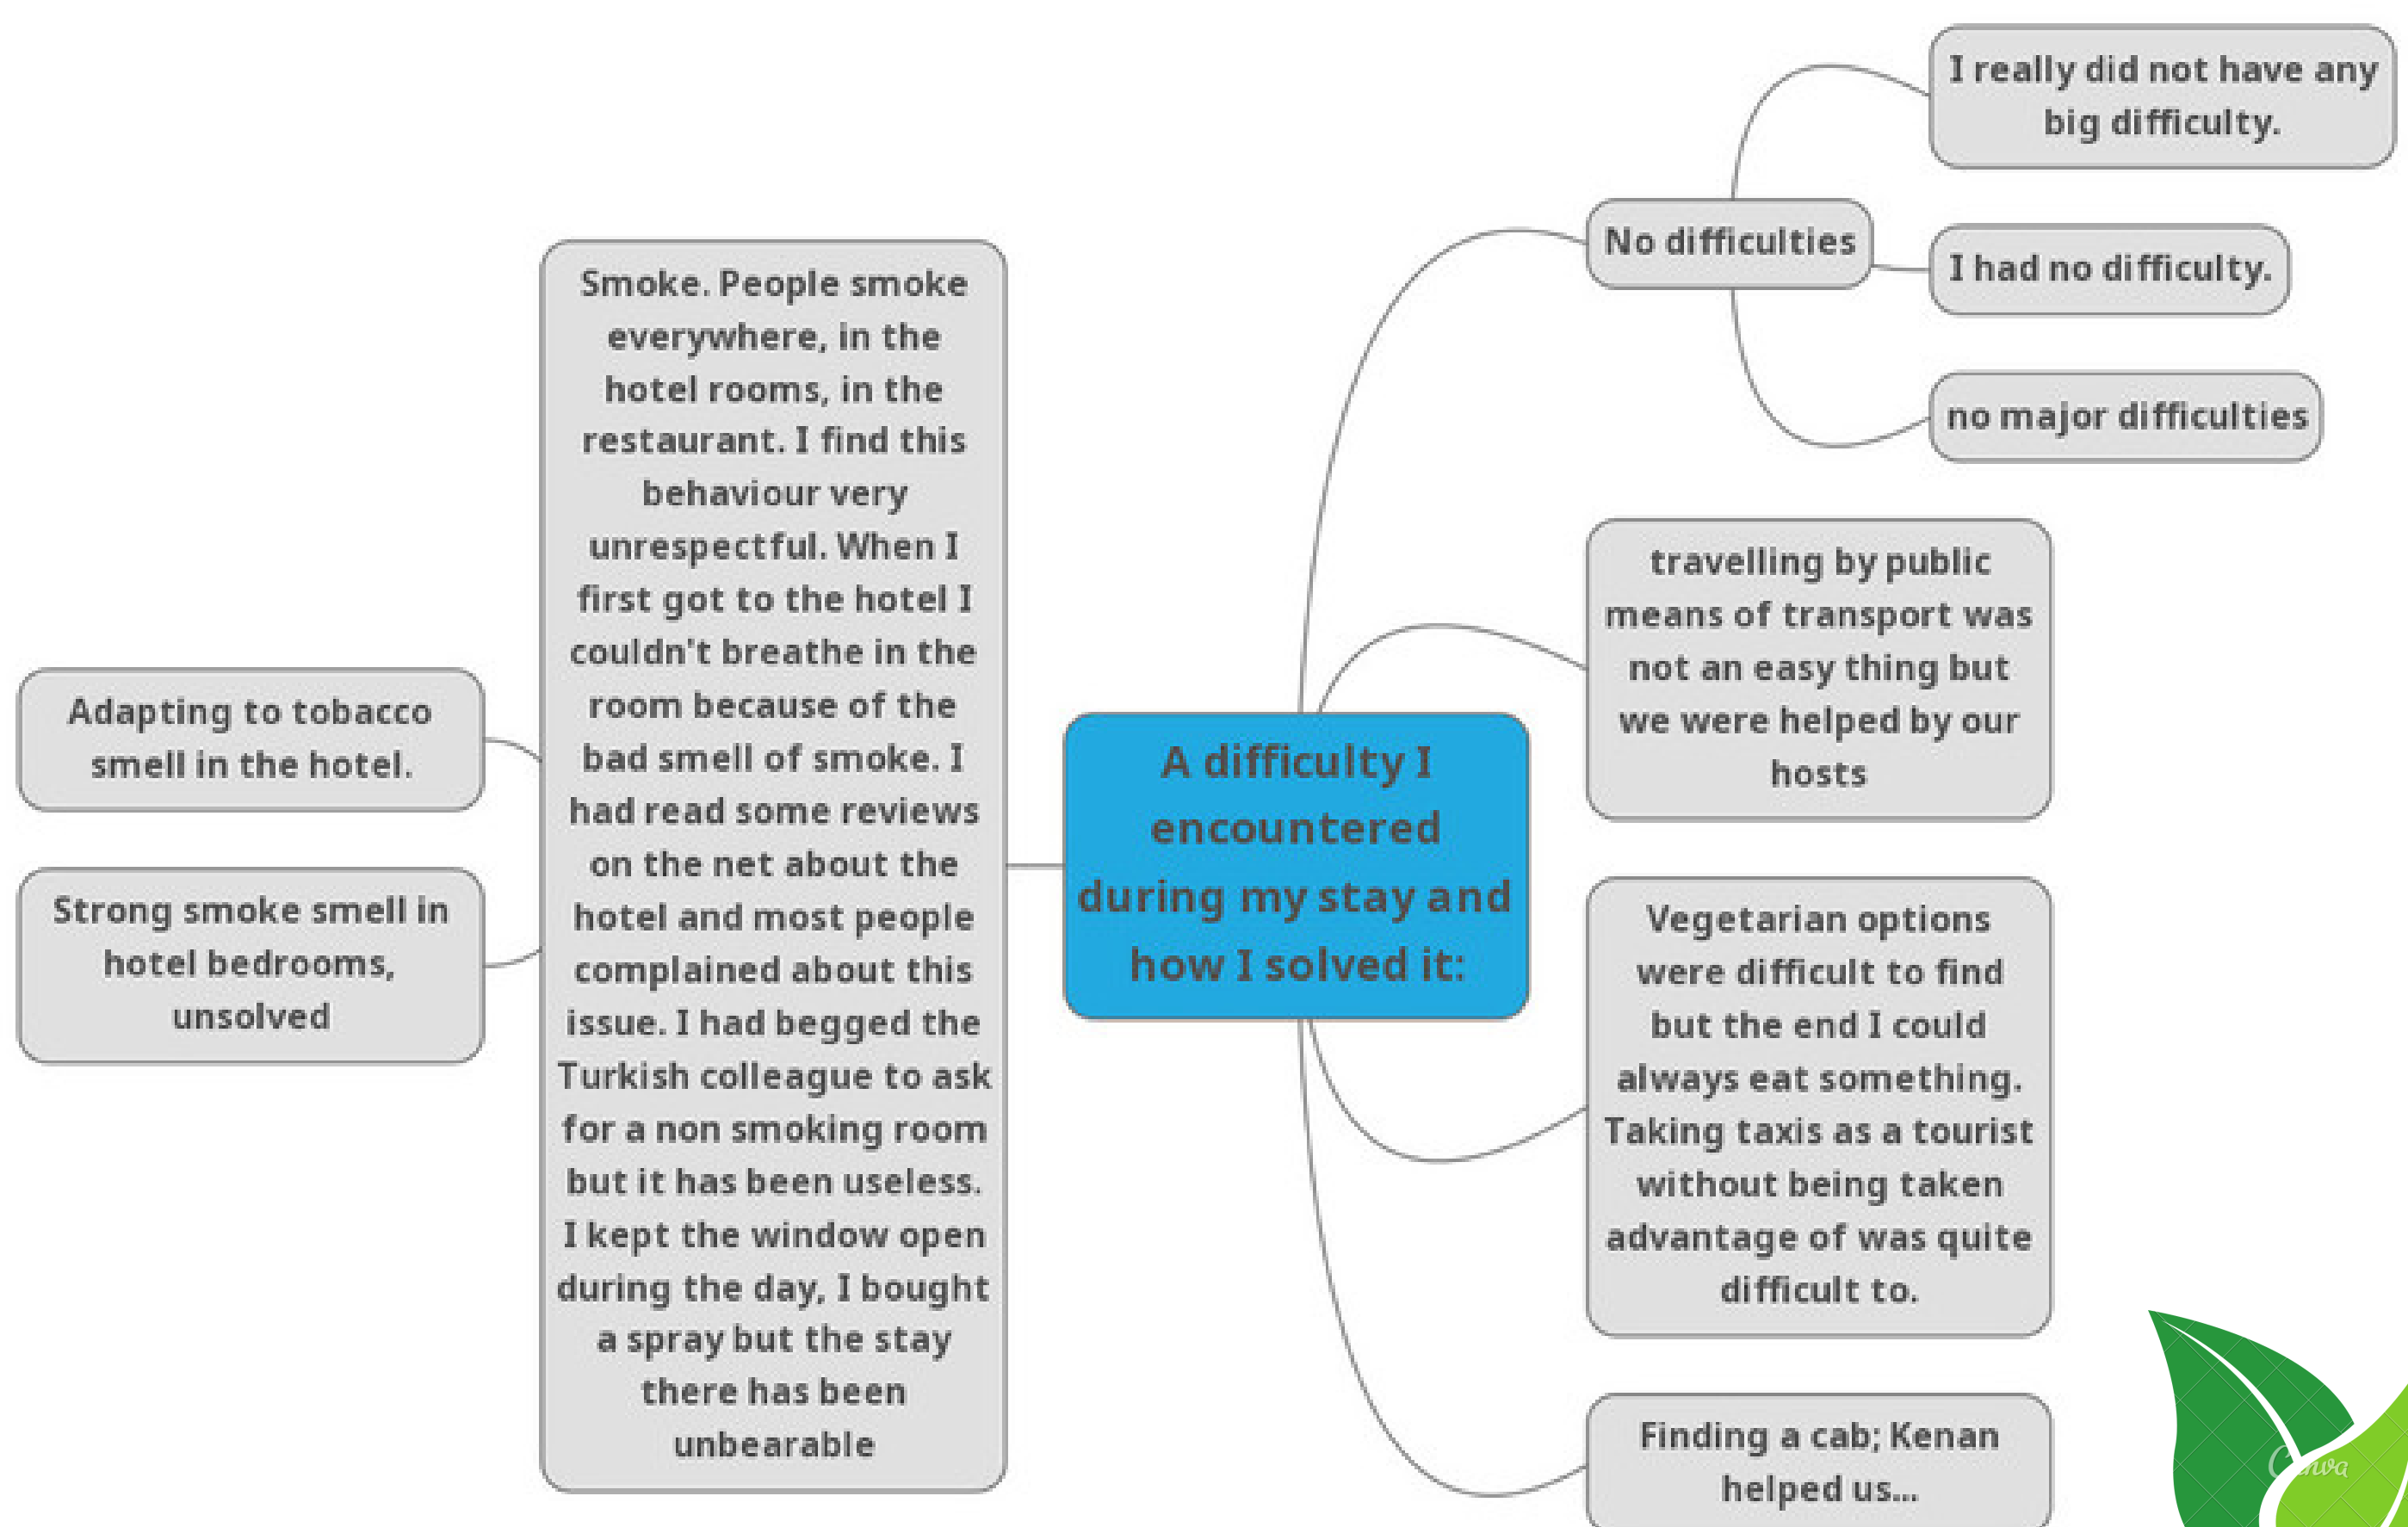 A difficulty I
encountered
during my stay and
how I solved it:
No difficulties
I really did not have any
big difficulty.
I had no difficulty.
no major difficulties
travelling by public
means of transport was
not an easy thing but
we were helped by our
hosts
Vegetarian options
were difficult to find
but the end I could
always eat something.
Taking taxis as a tourist
without being taken
advantage of was quite
difficult to.
Finding a cab; Kenan
helped us...
Smoke. People smoke
everywhere, in the
hotel rooms, in the
restaurant. I find this
behaviour very
unrespectful. When I
first got to the hotel I
couldn't breathe in the
room because of the
bad smell of smoke. I
had read some reviews
on the net about the
hotel and most people
complained about this
issue. I had begged the
Turkish colleague to ask
for a non smoking room
but it has been useless.
I kept the window open
during the day, I bought
a spray but the stay
there has been
unbearable
Adapting to tobacco
smell in the hotel.
Strong smoke smell in
hotel bedrooms,
unsolved
Canva